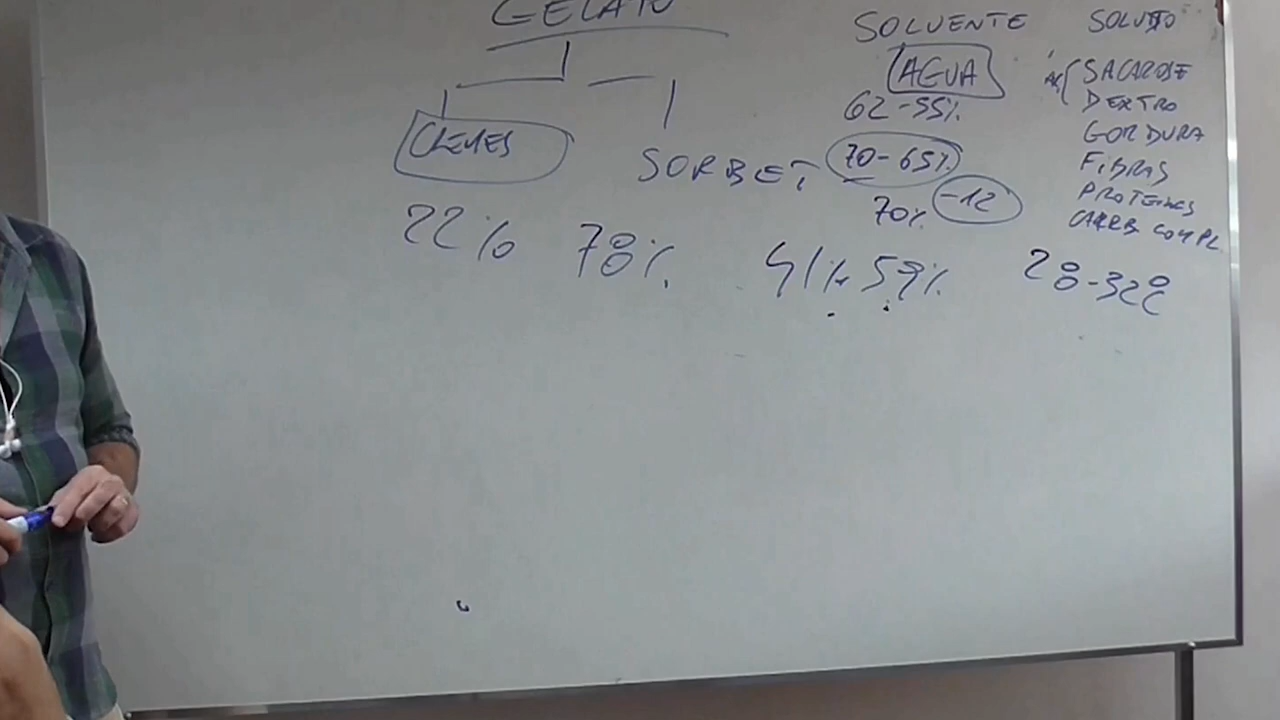 GELATO
SOLVENTE
SOLUTO
AGUA
SACAROSE
62-55%
DEXTRO
CREMES
GORDURA
SORBET
70-65%
FIBRAS
70%
-12
PROTEINAS
CARB. COMPL
22% 78%
41% 59%
28-32%